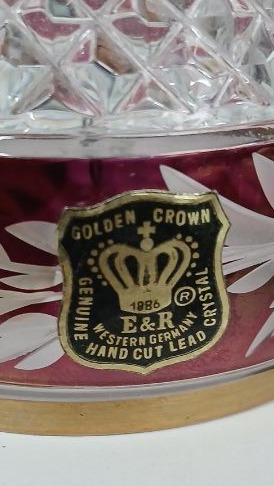 GOLDEN CROWN
1886
®
E&R
WESTERN GERMANY
GENUINE HAND CUT LEAD CRYSTAL